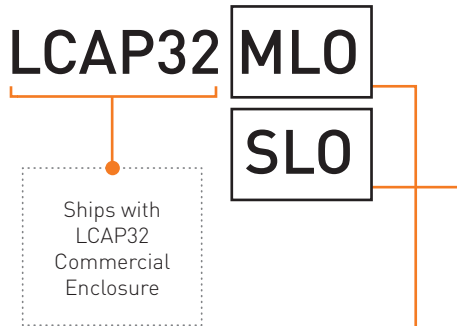 LCAP32 MLO
SLO
Ships with
LCAP32
Commercial
Enclosure